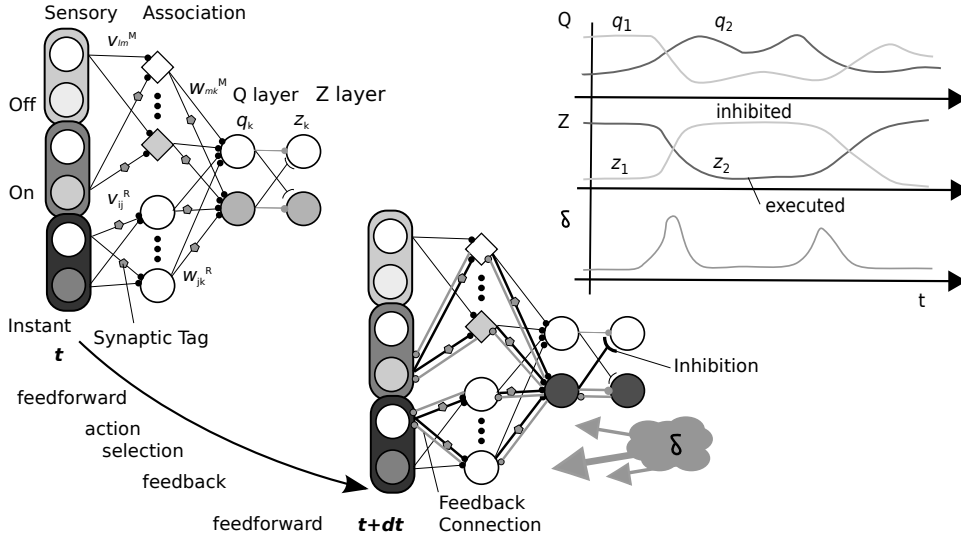 Sensory Association
v_lm^M
w_mk^M
Off
Q layer Z layer
q_k z_k
On
v_ij^R
w_jk^R
Instant
t
Synaptic Tag
feedforward
action
selection
feedback
feedforward t+dt
Feedback
Connection
Inhibition
δ
Q q_1 q_2
inhibited
Z
z_1 z_2
executed
δ
t